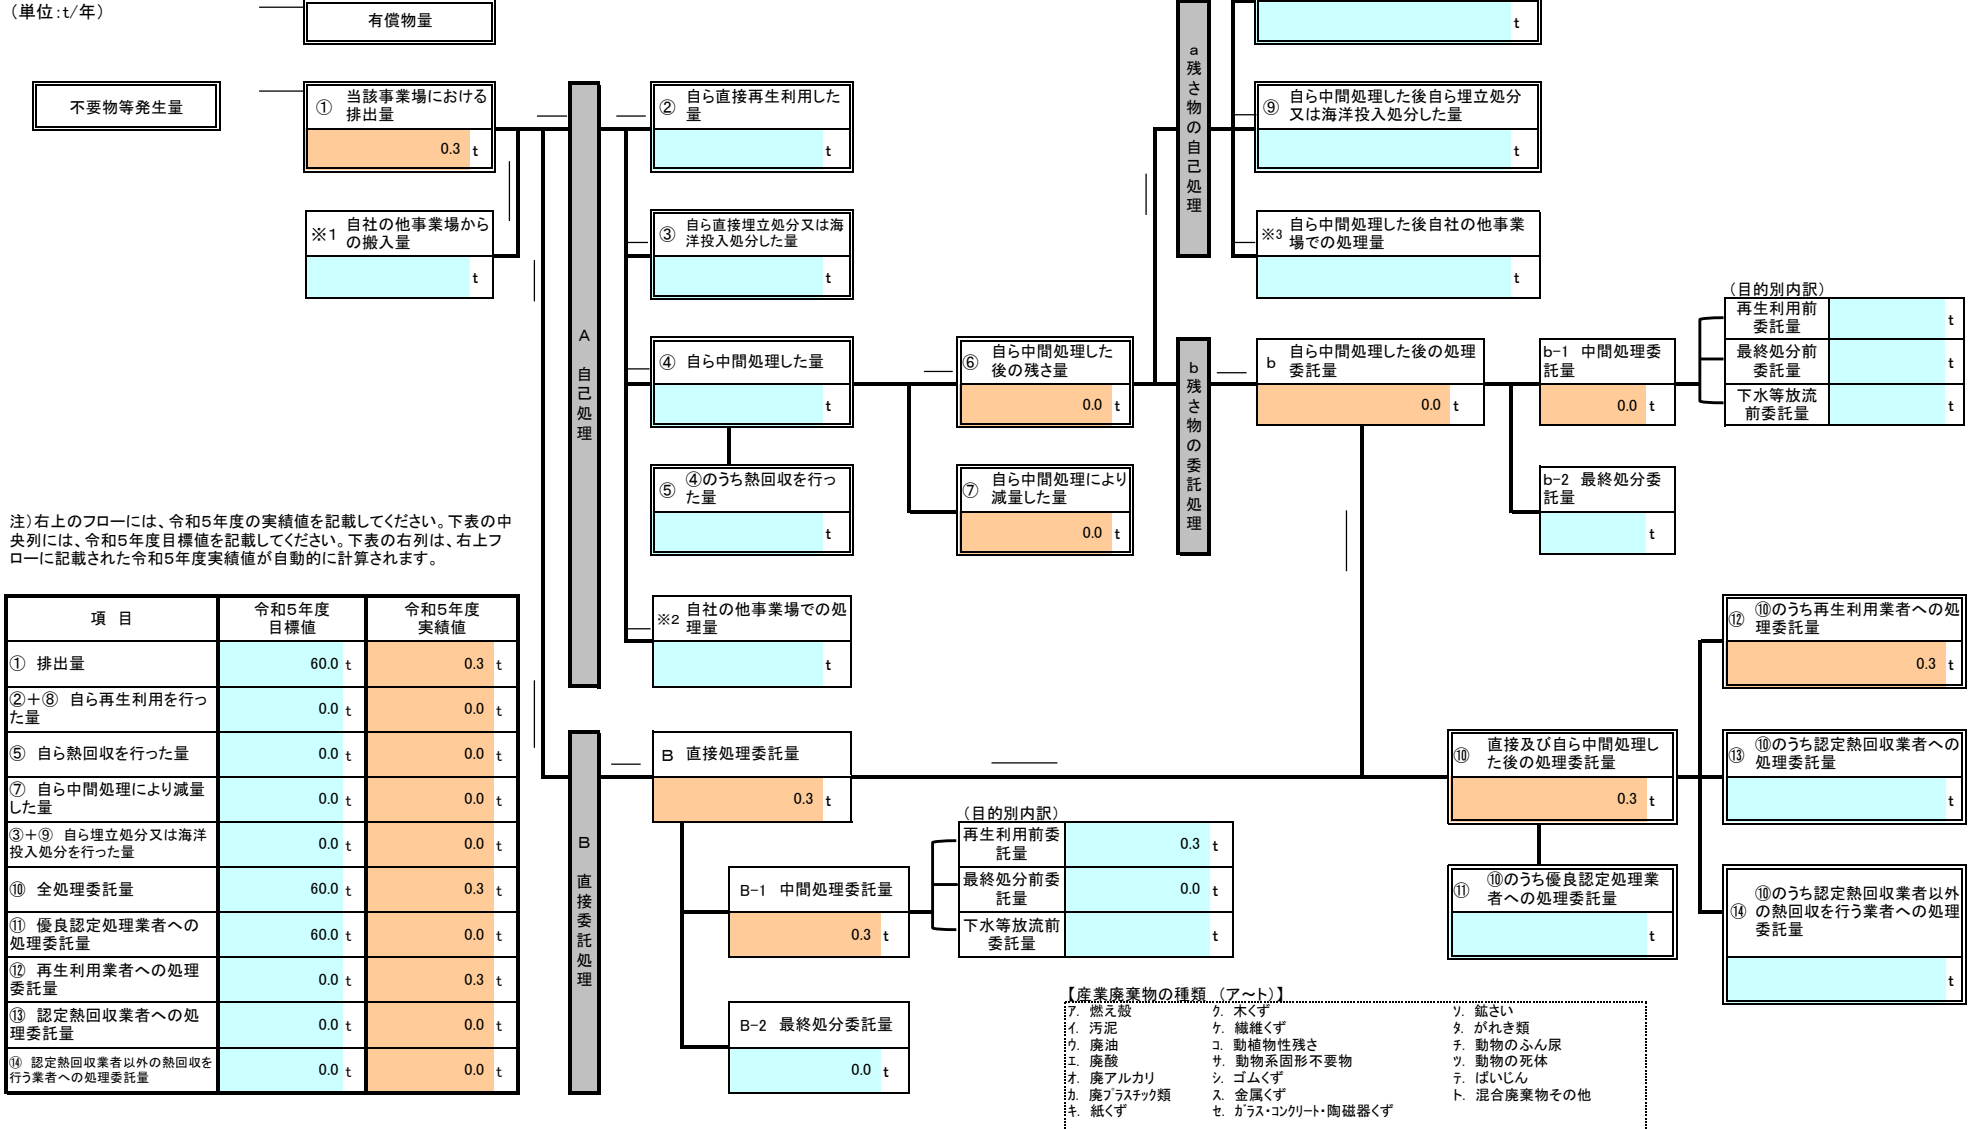 （単位:t/年）
有償物量
t
不要物等発生量
① 当該事業場における
排出量
0.3 t
※1 自社の他事業場から
の搬入量
t
A 自己処理
② 自ら直接再生利用した
量
t
③ 自ら直接埋立処分又は海
洋投入処分した量
t
④ 自ら中間処理した量
t
⑤ ④のうち熱回収を行っ
た量
t
※2 自社の他事業場での処
理量
t
⑥ 自ら中間処理した
後の残さ量
0.0 t
⑦ 自ら中間処理により
減量した量
0.0 t
a 残さ物の自己処理
⑨ 自ら中間処理した後自ら埋立処分
又は海洋投入処分した量
t
※3 自ら中間処理した後自社の他事業
場での処理量
t
b 残さ物の委託処理
b 自ら中間処理した後の処理
委託量
0.0 t
b-1 中間処理委
託量
0.0 t
b-2 最終処分委
託量
t
（目的別内訳）
再生利用前
委託量
t
最終処分前
委託量
t
下水等放流
前委託量
t
注）右上のフローには、令和5年度の実績値を記載してください。下表の中
央列には、令和5年度目標値を記載してください。下表の右列は、右上フ
ローに記載された令和5年度実績値が自動的に計算されます。
項 目
令和5年度
目標値
令和5年度
実績値
① 排出量 60.0 t 0.3 t
②＋⑧ 自ら再生利用を行っ
た量 0.0 t 0.0 t
⑤ 自ら熱回収を行った量 0.0 t 0.0 t
⑦ 自ら中間処理により減量
した量 0.0 t 0.0 t
③＋⑨ 自ら埋立処分又は海洋
投入処分を行った量 0.0 t 0.0 t
⑩ 全処理委託量 60.0 t 0.3 t
⑪ 優良認定処理業者への
処理委託量 60.0 t 0.0 t
⑫ 再生利用業者への処理
委託量 0.0 t 0.3 t
⑬ 認定熱回収業者への処
理委託量 0.0 t 0.0 t
⑭ 認定熱回収業者以外の熱回収を
行う業者への処理委託量 0.0 t 0.0 t
B 直接委託処理
B 直接処理委託量
0.3 t
B-1 中間処理委託量
0.3 t
B-2 最終処分委託量
0.0 t
（目的別内訳）
再生利用前委
託量
0.3 t
最終処分前委
託量
0.0 t
下水等放流前
委託量
t
⑩ 直接及び自ら中間処理し
た後の処理委託量
0.3 t
⑪ ⑩のうち優良認定処理業
者への処理委託量
t
⑫ ⑩のうち再生利用業者への処
理委託量
0.3 t
⑬ ⑩のうち認定熱回収業者への
処理委託量
t
⑭ ⑩のうち認定熱回収業者以外
の熱回収を行う業者への処理
委託量
t
【産業廃棄物の種類 （ア～ト）】
ｱ. 燃え殻
ｲ. 汚泥
ｳ. 廃油
ｴ. 廃酸
ｵ. 廃アルカリ
ｶ. 廃ﾌﾟﾗｽﾁｯｸ類
ｷ. 紙くず
ｸ. 木くず
ｹ. 繊維くず
ｺ. 動植物性残さ
ｻ. 動物系固形不要物
ｼ. ゴムくず
ｽ. 金属くず
ｾ. ｶﾞﾗｽ・ｺﾝｸﾘｰﾄ・陶磁器くず
ｿ. 鉱さい
ﾀ. がれき類
ﾁ. 動物のふん尿
ﾂ. 動物の死体
ﾃ. ばいじん
ﾄ. 混合廃棄物その他